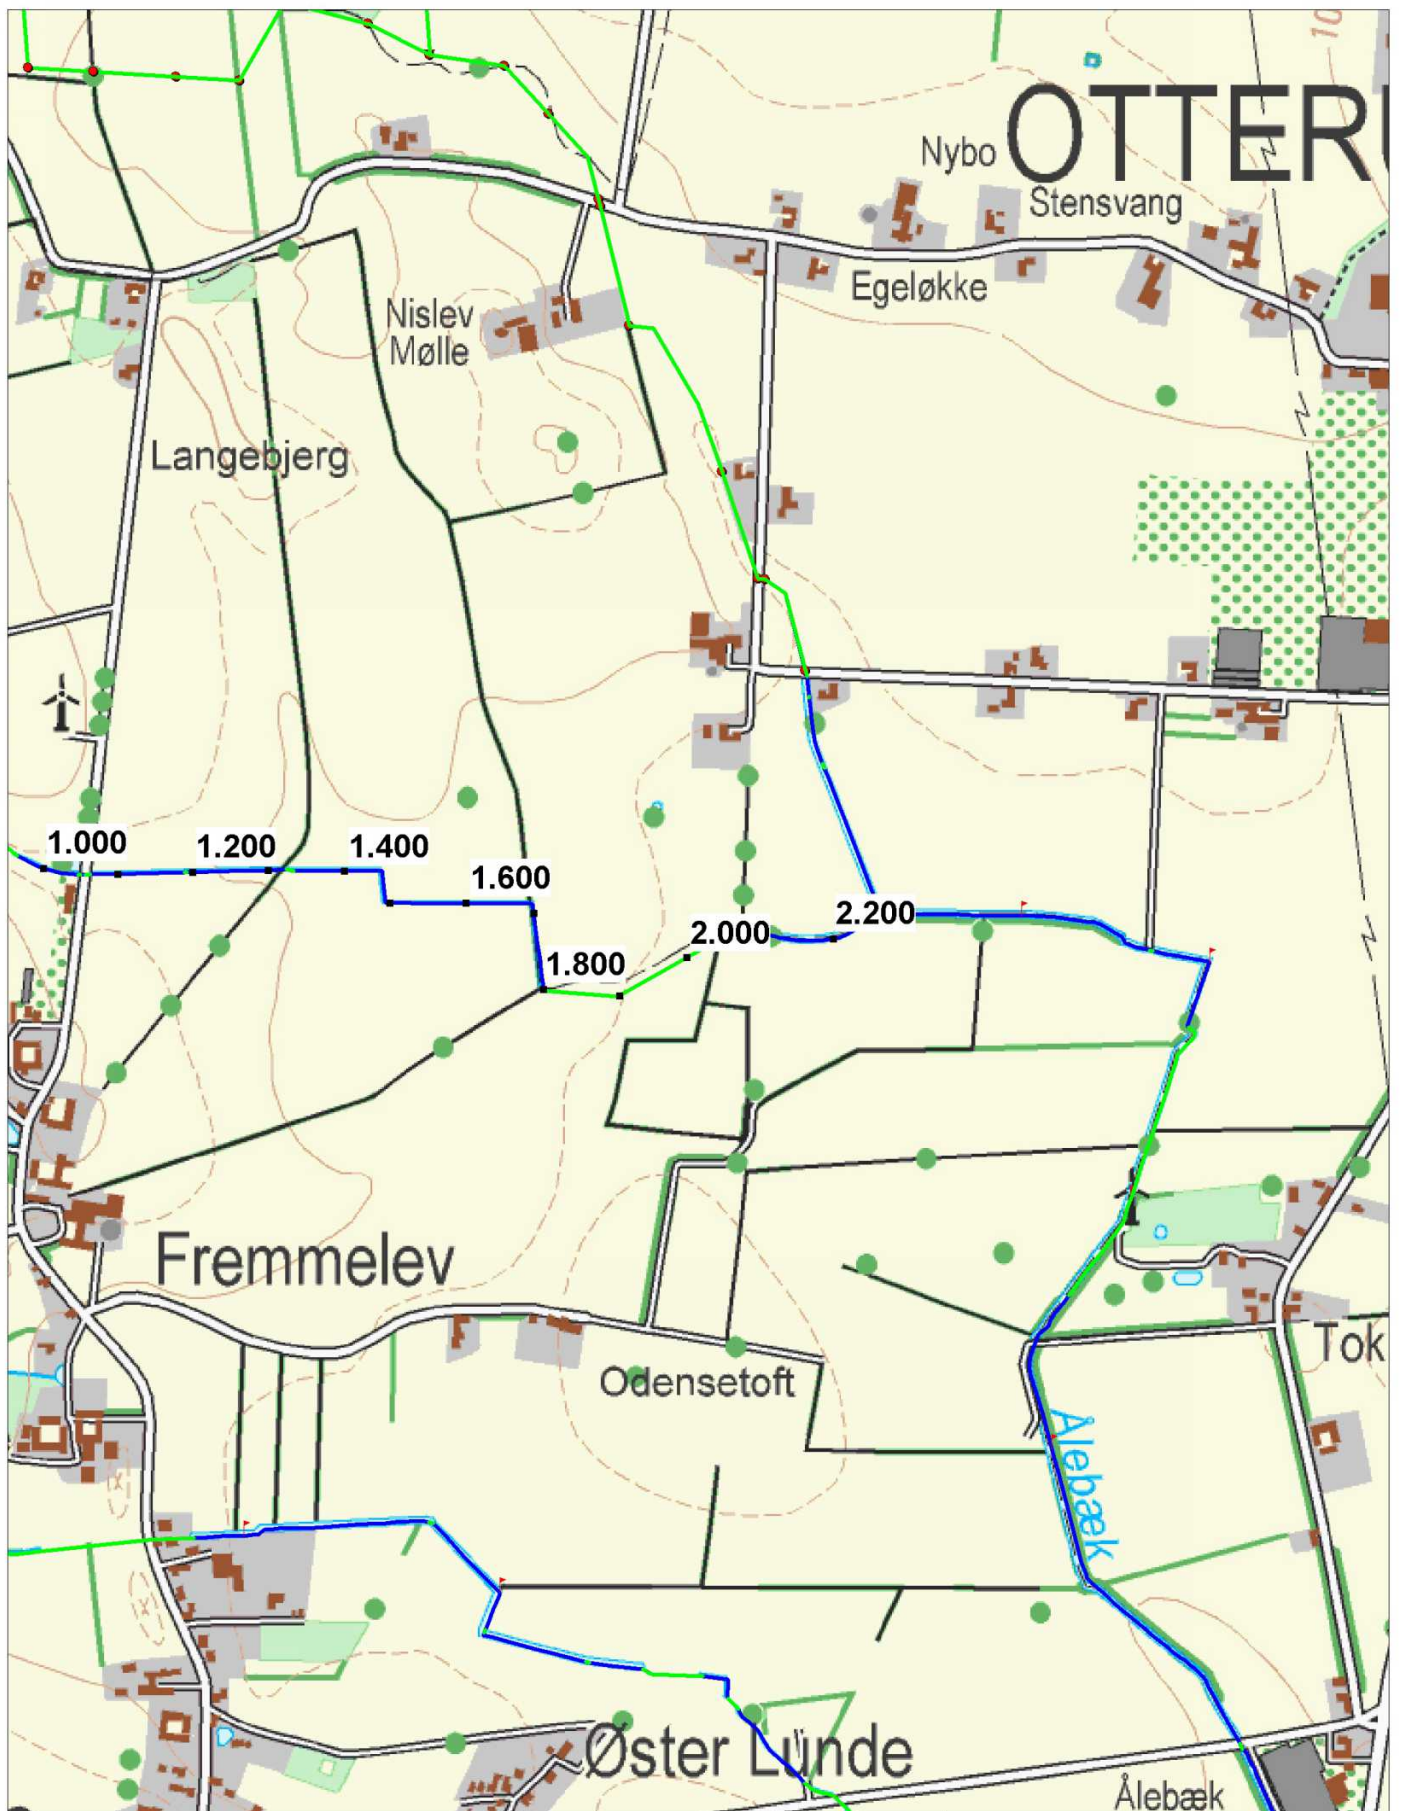 10
OTTERU
Nybo
Stensvang
Egeløkke
Nislev
Mølle
Langebjerg
1.000
1.200
1.400
1.600
1.800
2.000
2.200
Fremmelev
Tok
Odensetoft
Ålebæk
Øster Lunde
Ålebæk